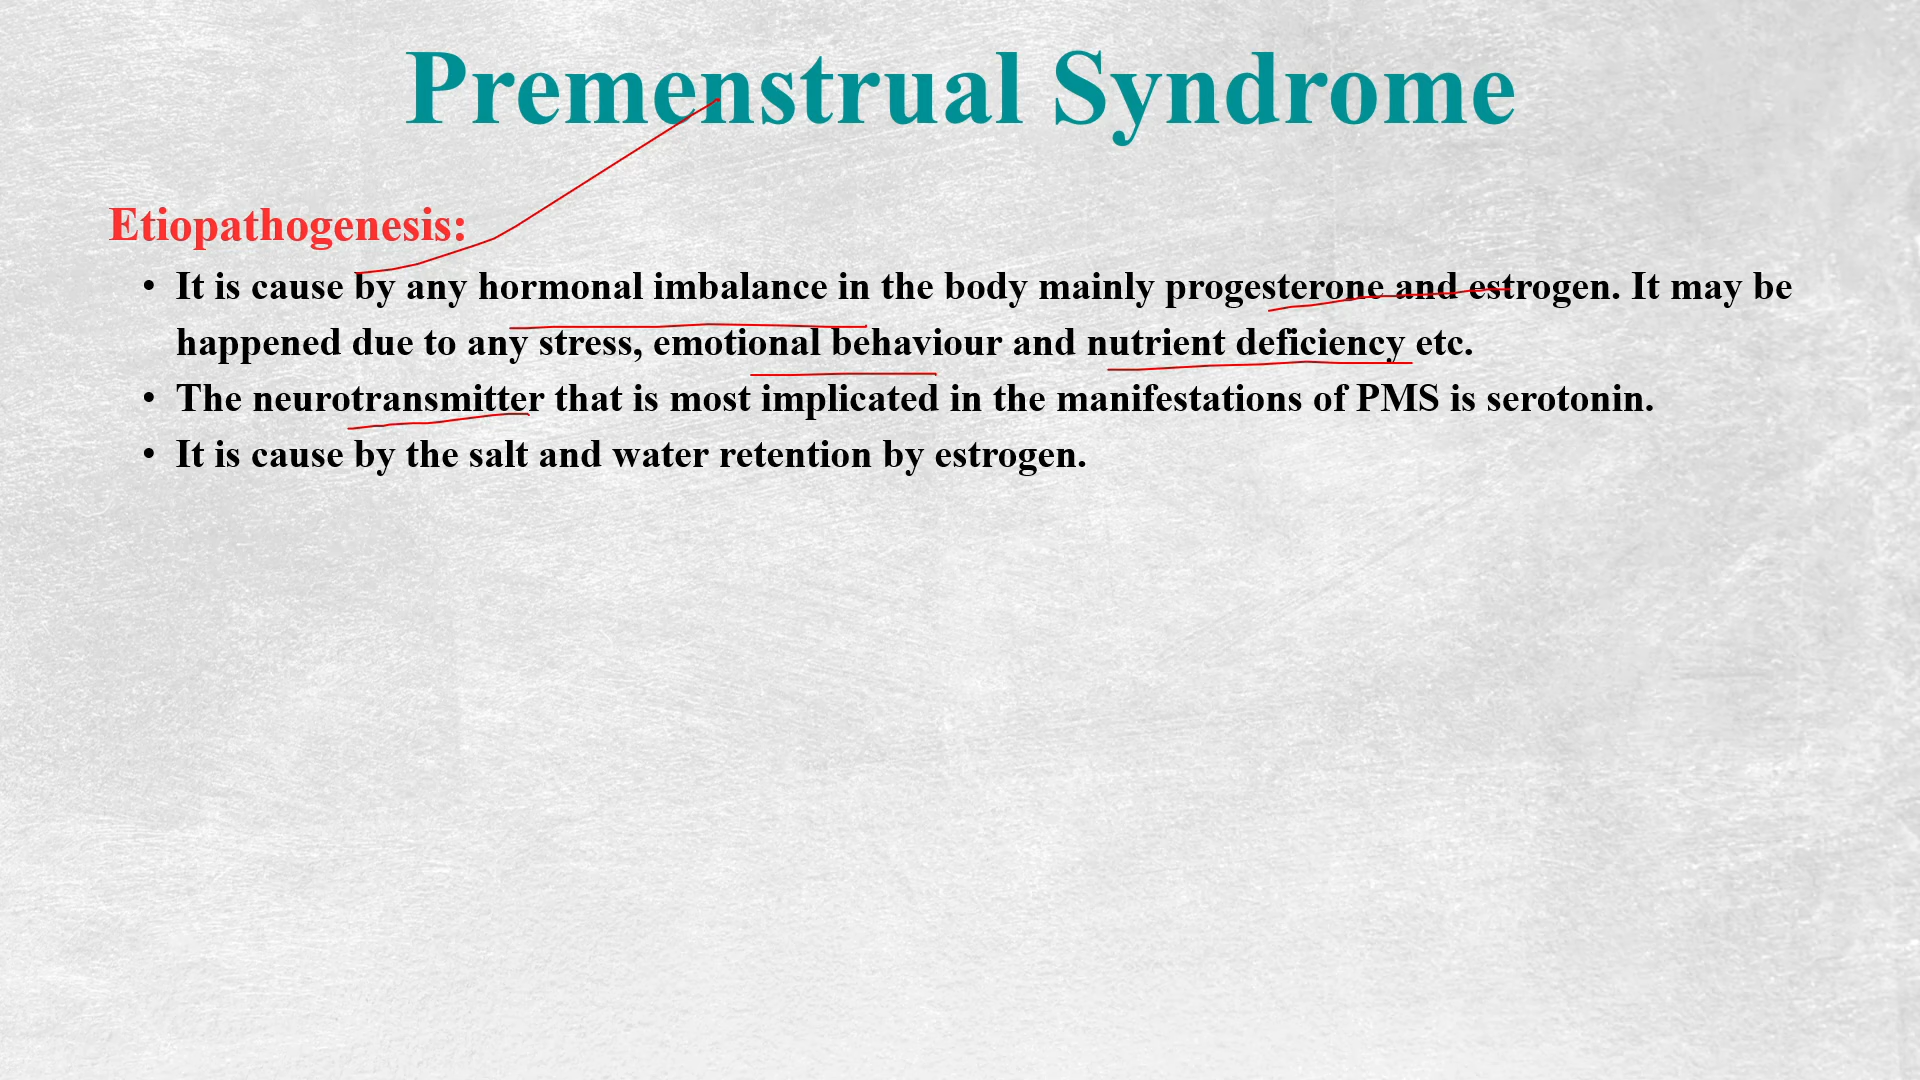 Premenstrual Syndrome
Etiopathogenesis:
• It is cause by any hormonal imbalance in the body mainly progesterone and estrogen. It may be
happened due to any stress, emotional behaviour and nutrient deficiency etc.
• The neurotransmitter that is most implicated in the manifestations of PMS is serotonin.
• It is cause by the salt and water retention by estrogen.